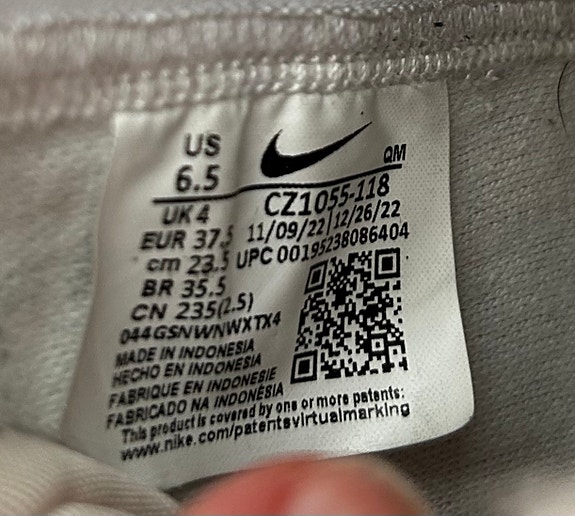 US
6.5
QM
UK 4
CZ1055-118
EUR 37.5
11/09/22|12/26/22
cm 23.5
UPC 00195238086404
BR 35.5
CN 235(2.5)
044GSNWNWXTX4
MADE IN INDONESIA
HECHO EN INDONESIA
FABRIQUE EN INDONESIE
FABRICADO NA INDONÉSIA
This product is covered by one or more patents:
www.nike.com/patentsvirtualmarking